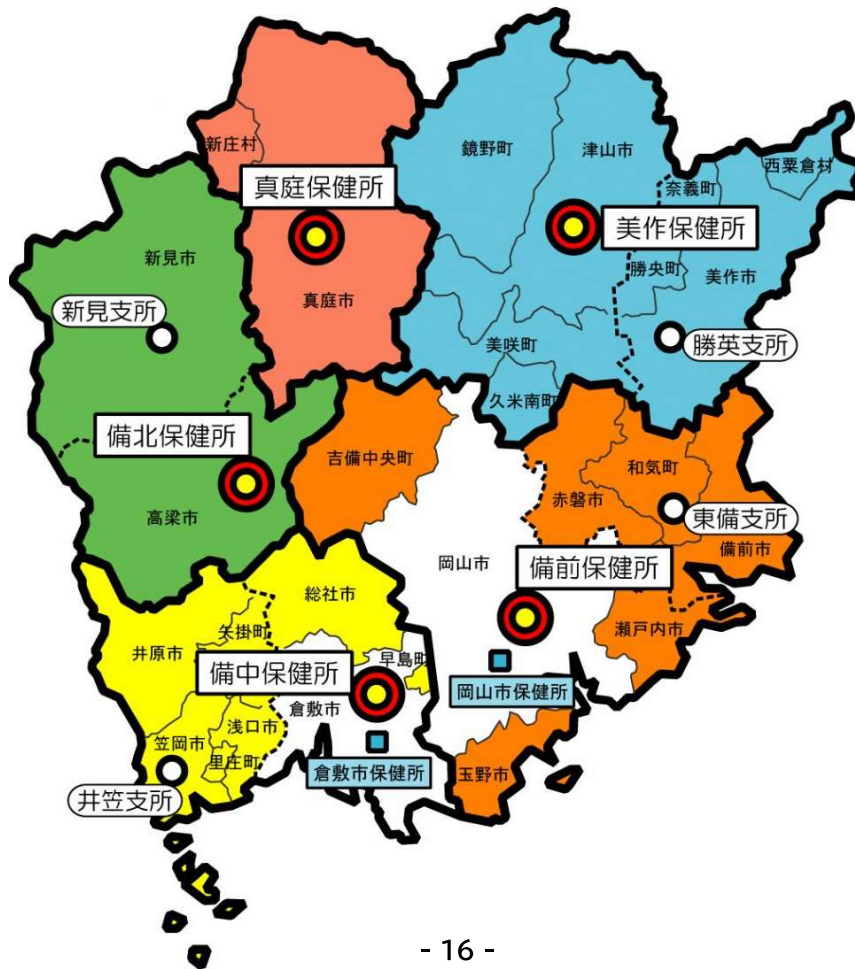 新庄村
鏡野町
津山市
西粟倉村
奈義町
真庭保健所
美作保健所
新見市
勝央町
美作市
真庭市
新見支所
美咲町
勝英支所
久米南町
備北保健所
吉備中央町
和気町
赤磐市
高梁市
東備支所
備前市
岡山市
備前保健所
総社市
矢掛町
瀬戸内市
井原市
早島町
備中保健所
岡山市保健所
倉敷市
浅口市
笠岡市
里庄町
倉敷市保健所
玉野市
井笠支所
- 16 -